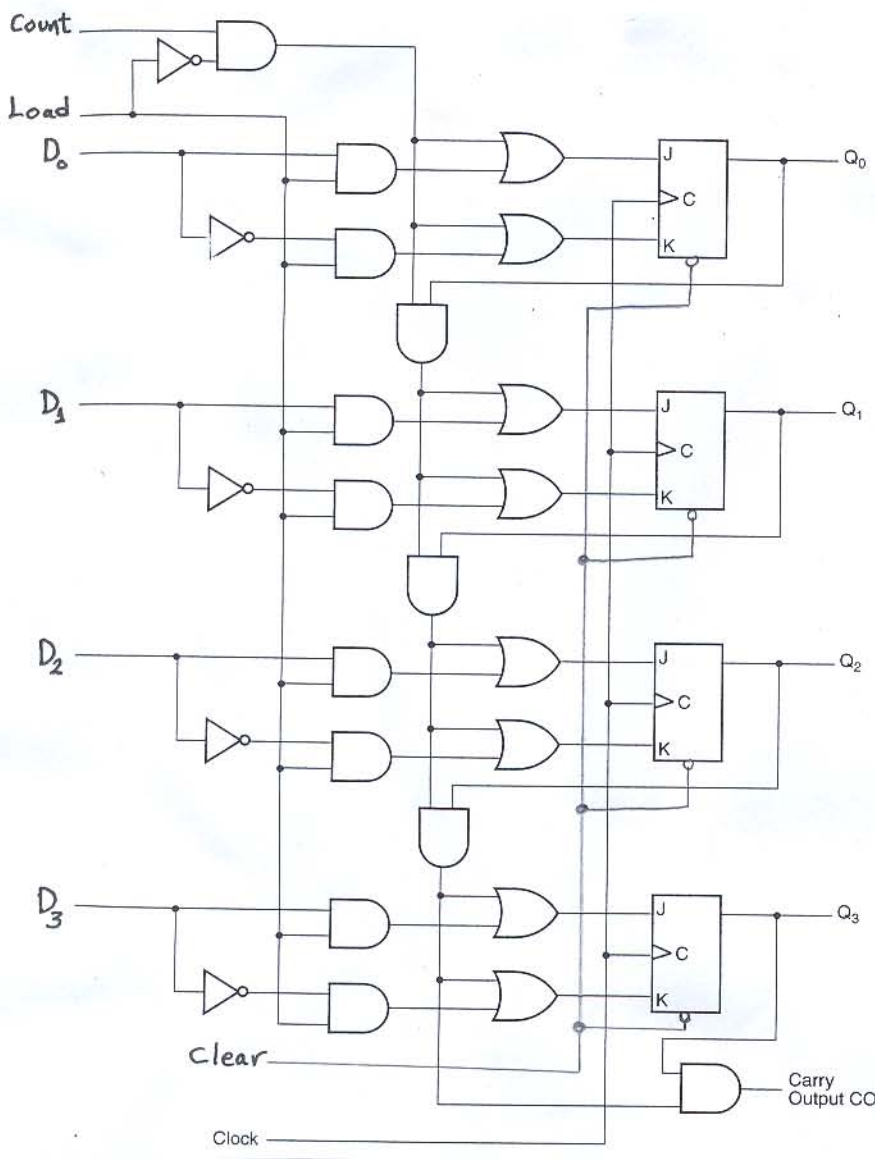 Count
Load
D₀
J
Q₀
C
K
D₁
J
Q₁
C
K
D₂
J
Q₂
C
K
D₃
J
Q₃
C
K
Clear
Carry
Output CO
Clock